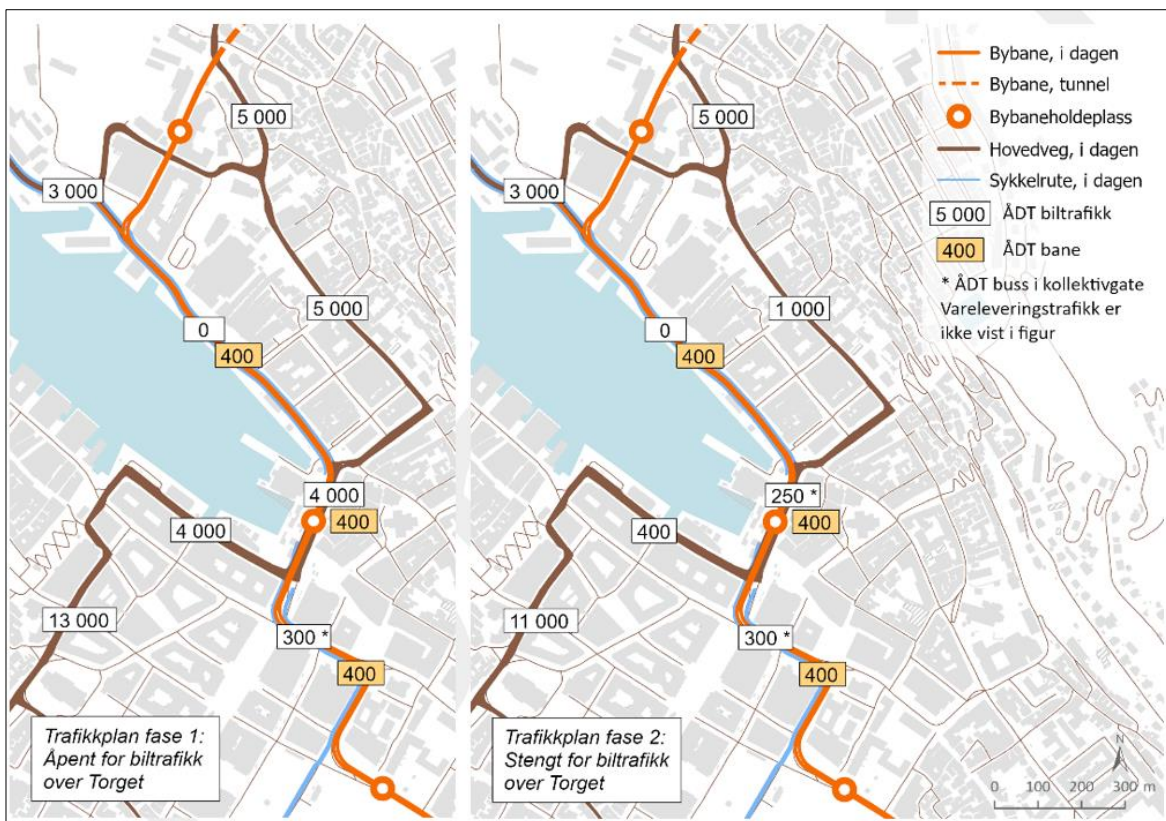 5 000
3 000
5 000
0
400
4 000
400
4 000
13 000
300 *
400
Trafikkplan fase 1:
Åpent for biltrafikk
over Torget
5 000
3 000
1 000
0
400
250 *
400
400
11 000
300 *
400
Trafikkplan fase 2:
Stengt for biltrafikk
over Torget
Bybane, i dagen
Bybane, tunnel
Bybaneholdeplass
Hovedveg, i dagen
Sykkelrute, i dagen
5 000 ÅDT biltrafikk
400 ÅDT bane
* ÅDT buss i kollektivgate
Vareleveringstrafikk er
ikke vist i figur
N
0 100 200 300 m